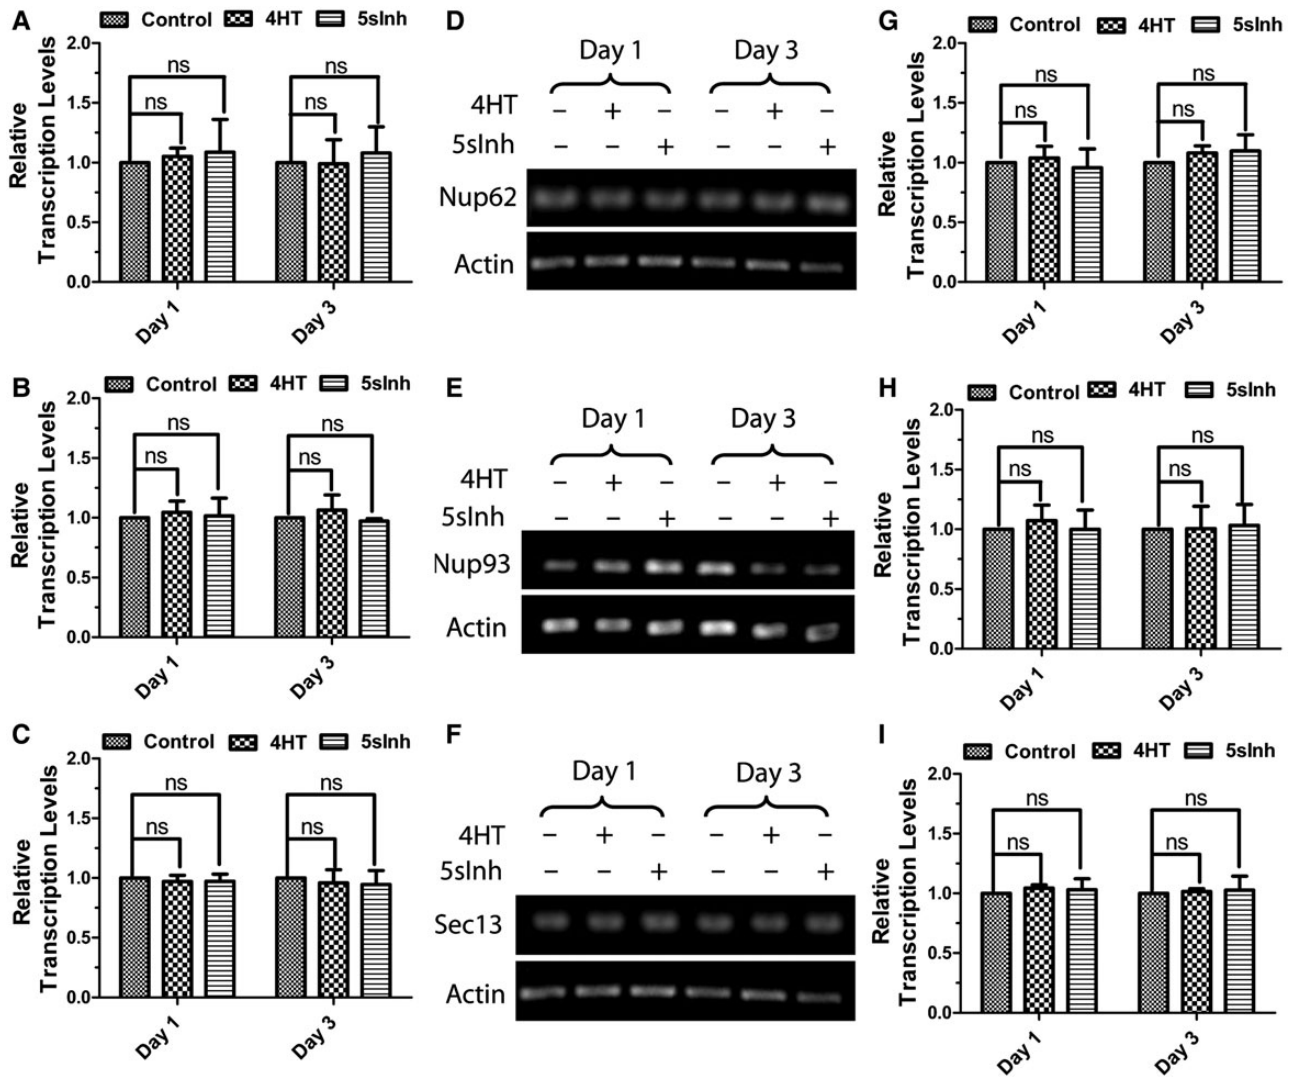 A
Control 4HT 5sInh
Relative
Transcription Levels
2.0
1.5
1.0
0.5
0.0
ns
ns
ns
ns
Day 1
Day 3
D
Day 1 Day 3
4HT − + − − + −
5sInh − − + − − +
Nup62
Actin
G
Control 4HT 5sInh
Relative
Transcription Levels
2.0
1.5
1.0
0.5
0.0
ns
ns
ns
ns
Day 1
Day 3
B
Control 4HT 5sInh
Relative
Transcription Levels
2.0
1.5
1.0
0.5
0.0
ns
ns
ns
ns
Day 1
Day 3
E
Day 1 Day 3
4HT − + − − + −
5sInh − − + − − +
Nup93
Actin
H
Control 4HT 5sInh
Relative
Transcription Levels
2.0
1.5
1.0
0.5
0.0
ns
ns
ns
ns
Day 1
Day 3
C
Control 4HT 5sInh
Relative
Transcription Levels
2.0
1.5
1.0
0.5
0.0
ns
ns
ns
ns
Day 1
Day 3
F
Day 1 Day 3
4HT − + − − + −
5sInh − − + − − +
Sec13
Actin
I
Control 4HT 5sInh
Relative
Transcription Levels
2.0
1.5
1.0
0.5
0.0
ns
ns
ns
ns
Day 1
Day 3